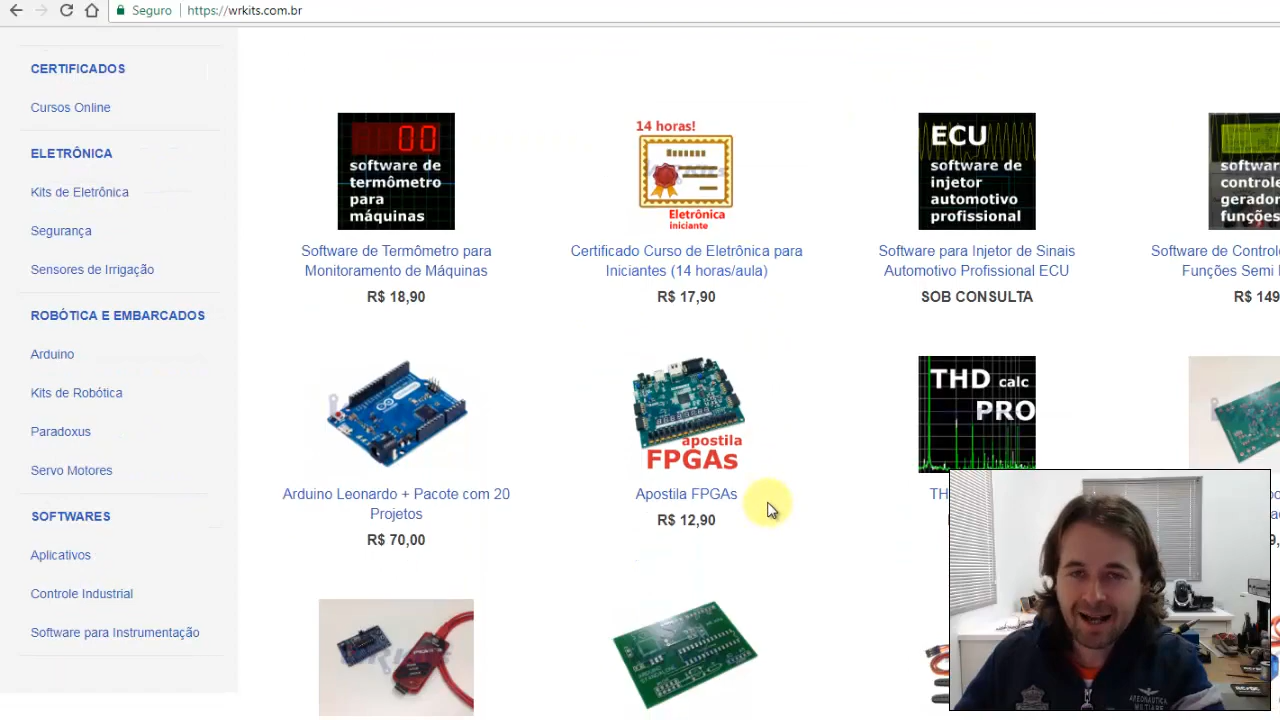 Seguro
https://wrkits.com.br
CERTIFICADOS
Cursos Online
ELETRÔNICA
Kits de Eletrônica
Segurança
Sensores de Irrigação
ROBÓTICA E EMBARCADOS
Arduino
Kits de Robótica
Paradoxus
Servo Motores
SOFTWARES
Aplicativos
Controle Industrial
Software para Instrumentação
00
software de
termômetro
para
máquinas
Software de Termômetro para
Monitoramento de Máquinas
R$ 18,90
14 horas!
Eletrônica
iniciante
Certificado Curso de Eletrônica para
Iniciantes (14 horas/aula)
R$ 17,90
ECU
software de
injetor
automotivo
profissional
Software para Injetor de Sinais
Automotivo Profissional ECU
SOB CONSULTA
gerador
Software de
Funções Semi
R$
Arduino Leonardo + Pacote com 20
Projetos
R$ 70,00
apostila
FPGAs
Apostila FPGAs
R$ 12,90
THD calc
PRO
AERONÁUTICA